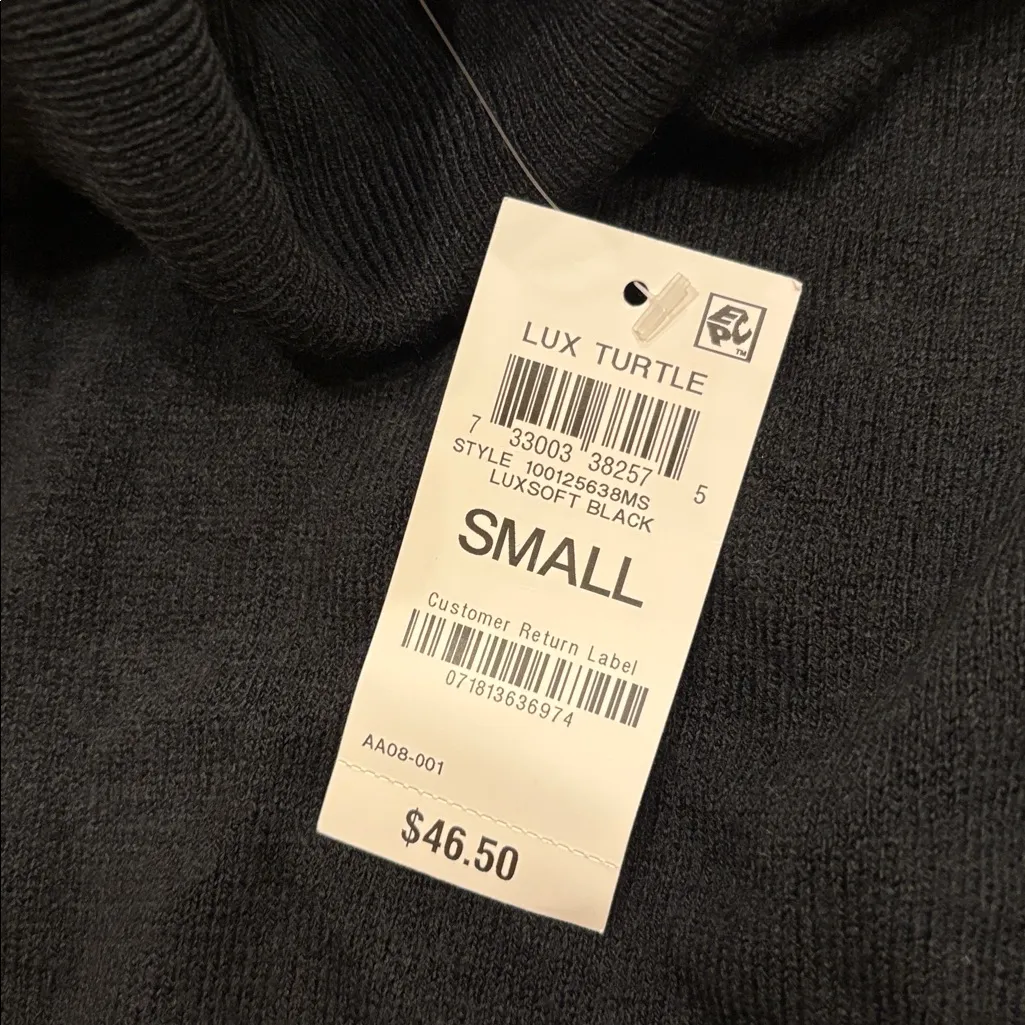 EPC™
LUX TURTLE
7 33003 38257 5
STYLE 100125638MS
LUXSOFT BLACK
SMALL
Customer Return Label
071813636974
AA08-001
$46.50